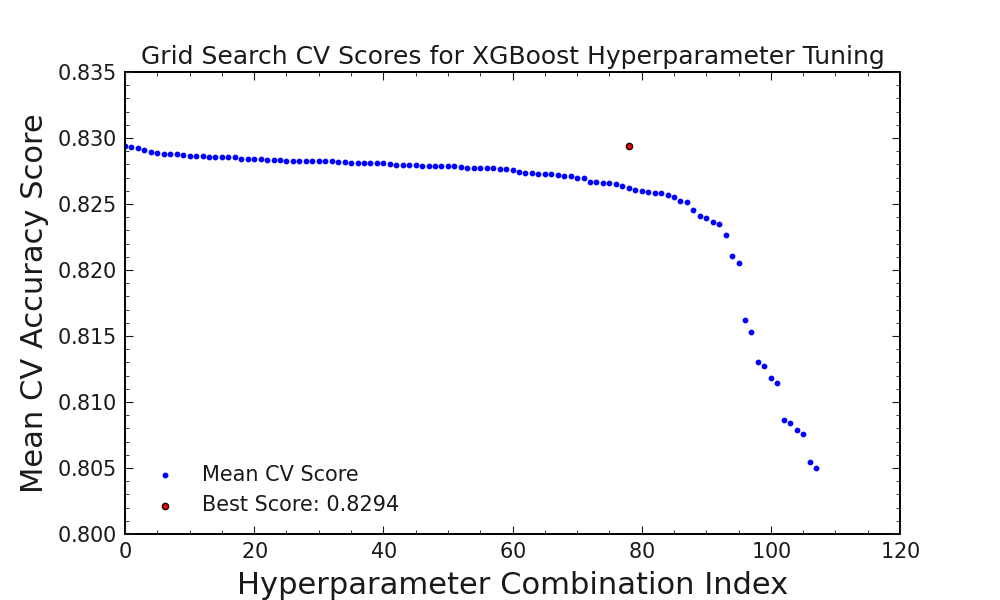 Grid Search CV Scores for XGBoost Hyperparameter Tuning
Mean CV Accuracy Score
0.835
0.830
0.825
0.820
0.815
0.810
0.805
0.800
Mean CV Score
Best Score: 0.8294
0 20 40 60 80 100 120
Hyperparameter Combination Index